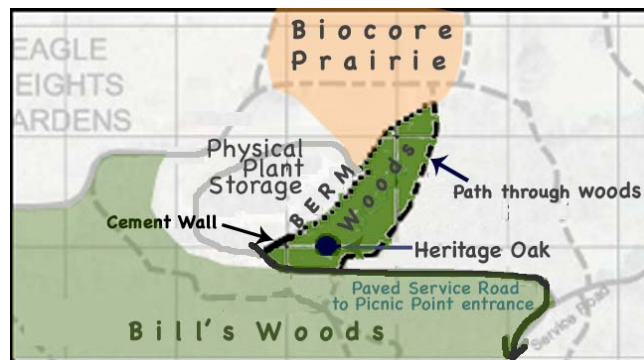 Biocore
Prairie
EAGLE
EIGHTS
ARDENS
Physical
Plant
Storage
BERM
Woods
Path through woods
Cement Wall
Heritage Oak
Paved Service Road
to Picnic Point entrance
Bill's Woods
Service Road